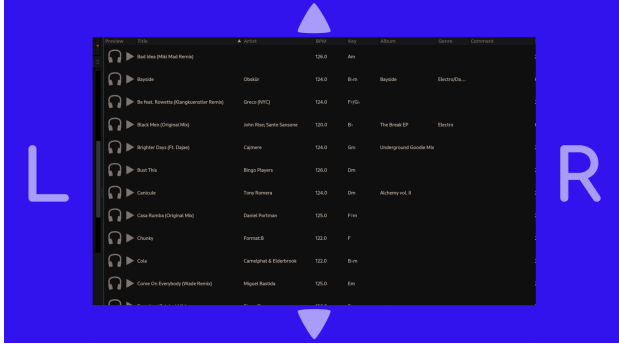 L
R
Preview Title Artist BPM Key Album Genre Comment
Bad Idea (Miki Mad Remix) 126.0 Am
Bayside Obskür 124.0 B♭m Bayside Electro/Da...
Be feat. Rowetta (Klangkuenstler Remix) Greco (NYC) 124.0 F♯/G♭
Black Men (Original Mix) John Rise; Sante Sansone 120.0 B♭ The Break EP Electro
Brighter Days (Ft. Dajae) Cajmere 124.0 Gm Underground Goodie Mix
Bust This Bingo Players 126.0 Dm
Canicule Tony Romera 124.0 Dm Alchemy vol. II
Casa Rumba (Original Mix) Daniel Portman 125.0 F♯m
Chunky Format:B 122.0 F
Cola Camelphat & Elderbrook 122.0 B♭m
Come On Everybody (Wade Remix) Miguel Bastida 125.0 Em